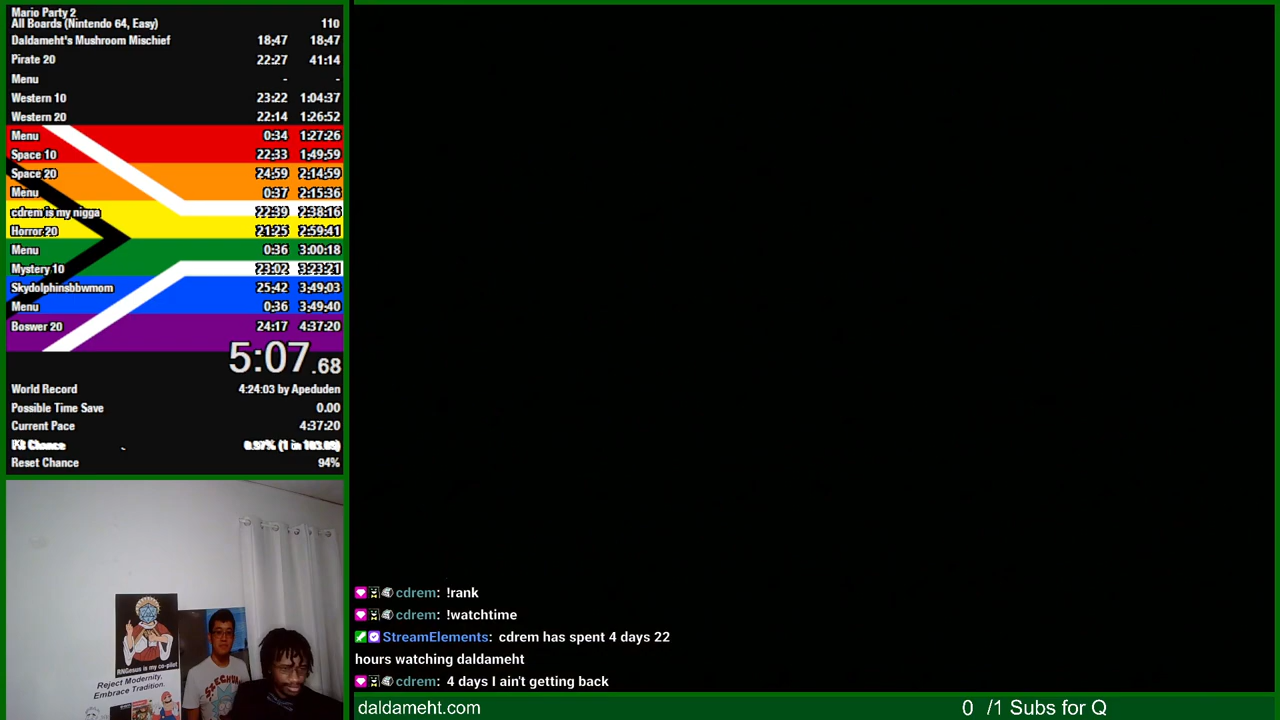 Mario Party 2
All Boards (Nintendo 64, Easy) 110
Daldameht's Mushroom Mischief 18:47 18:47
Pirate 20 22:27 41:14
Menu - -
Western 10 23:22 1:04:37
Western 20 22:14 1:26:52
Menu 0:34 1:27:26
Space 10 22:33 1:49:59
Space 20 24:59 2:14:59
Menu 0:37 2:15:36
cdrem is my nigga 22:39 2:38:16
Horror 20 21:25 2:59:41
Menu 0:36 3:00:18
Mystery 10 23:02 3:23:21
Skydolphinsbbwmom 25:42 3:49:03
Menu 0:36 3:49:40
Boswer 20 24:17 4:37:20
5:07.68
World Record 4:24:03 by Apeduden
Possible Time Save 0.00
Current Pace 4:37:20
Chance
Reset Chance 94%
RNGesus is my co-pilot
Reject Modernity,
Embrace Tradition.
cdrem: !rank
cdrem: !watchtime
StreamElements: cdrem has spent 4 days 22
hours watching daldameht
cdrem: 4 days I ain't getting back
daldameht.com 0 /1 Subs for Q